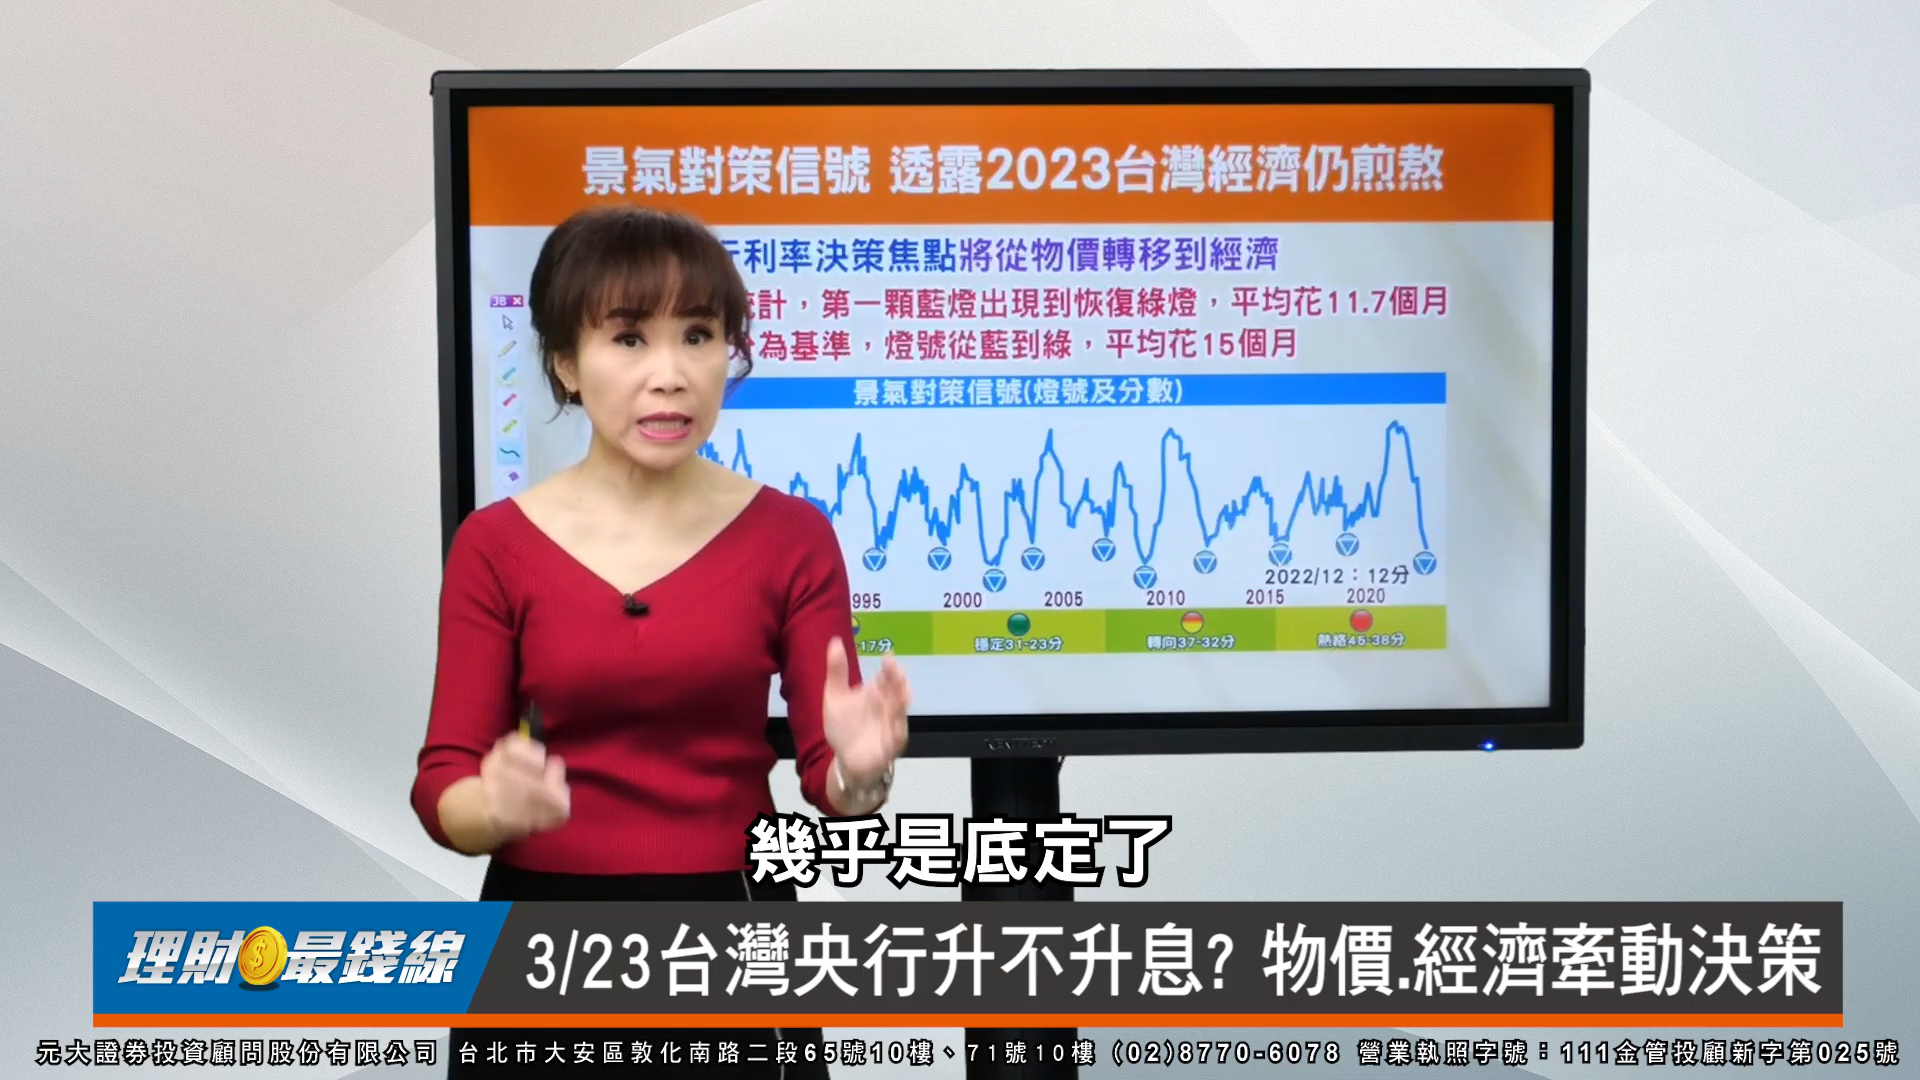 景氣對策信號 透露2023台灣經濟仍煎熬
利率決策焦點將從物價轉移到經濟
計，第一顆藍燈出現到恢復綠燈，平均花11.7個月
為基準，燈號從藍到綠，平均花15個月
JB
景氣對策信號(燈號及分數)
2022/12：12分
995 2000 2005 2010 2015 2020
17分 穩定31-23分 轉向37-32分 熱絡45-38分
幾乎是底定了
理財最錢線
3/23台灣央行升不升息? 物價.經濟牽動決策
元大證券投資顧問股份有限公司 台北市大安區敦化南路二段65號10樓、71號10樓 (02)8770-6078 營業執照字號：111金管投顧新字第025號